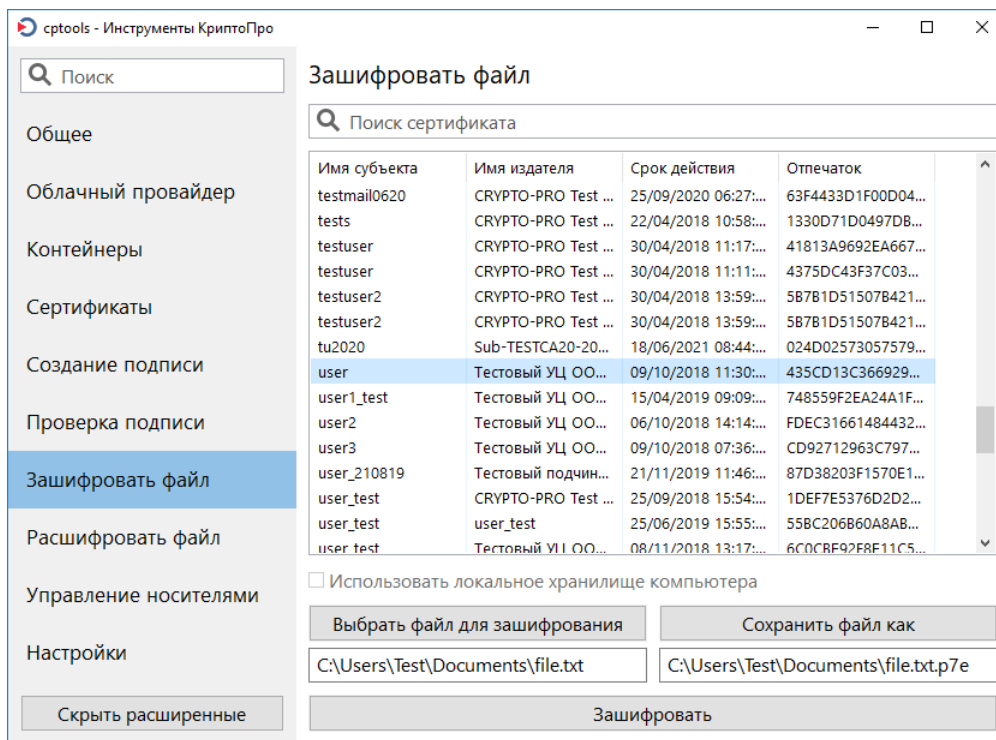 cptools - Инструменты КриптоПро
Поиск
Общее
Облачный провайдер
Контейнеры
Сертификаты
Создание подписи
Проверка подписи
Зашифровать файл
Расшифровать файл
Управление носителями
Настройки
Скрыть расширенные
Зашифровать файл
Поиск сертификата
Имя субъекта Имя издателя Срок действия Отпечаток
testmail0620 CRYPTO-PRO Test ... 25/09/2020 06:27:... 63F4433D1F00D04...
tests CRYPTO-PRO Test ... 22/04/2018 10:58:... 1330D71D0497DB...
testuser CRYPTO-PRO Test ... 30/04/2018 11:17:... 41813A9692EA667...
testuser CRYPTO-PRO Test ... 30/04/2018 11:11:... 4375DC43F37C03...
testuser2 CRYPTO-PRO Test ... 30/04/2018 13:59:... 5B7B1D51507B421...
testuser2 CRYPTO-PRO Test ... 30/04/2018 13:59:... 5B7B1D51507B421...
tu2020 Sub-TESTCA20-20... 18/06/2021 08:44:... 024D02573057579...
user Тестовый УЦ ОО... 09/10/2018 11:30:... 435CD13C366929...
user1_test Тестовый УЦ ОО... 15/04/2019 09:09:... 748559F2EA24A1F...
user2 Тестовый УЦ ОО... 06/10/2018 14:14:... FDEC31661484432...
user3 Тестовый УЦ ОО... 09/10/2018 07:36:... CD92712963C797...
user_210819 Тестовый подчин... 21/11/2019 11:46:... 87D38203F1570E1...
user_test CRYPTO-PRO Test ... 25/09/2018 15:54:... 1DEF7E5376D2D2...
user_test user_test 25/06/2019 15:55:... 55BC206B60A8AB...
user_test Тестовый УЦ ОО... 08/11/2018 13:17:... 6C0CBF92F8F11C5...
Использовать локальное хранилище компьютера
Выбрать файл для зашифрования Сохранить файл как
C:\Users\Test\Documents\file.txt C:\Users\Test\Documents\file.txt.p7e
Зашифровать